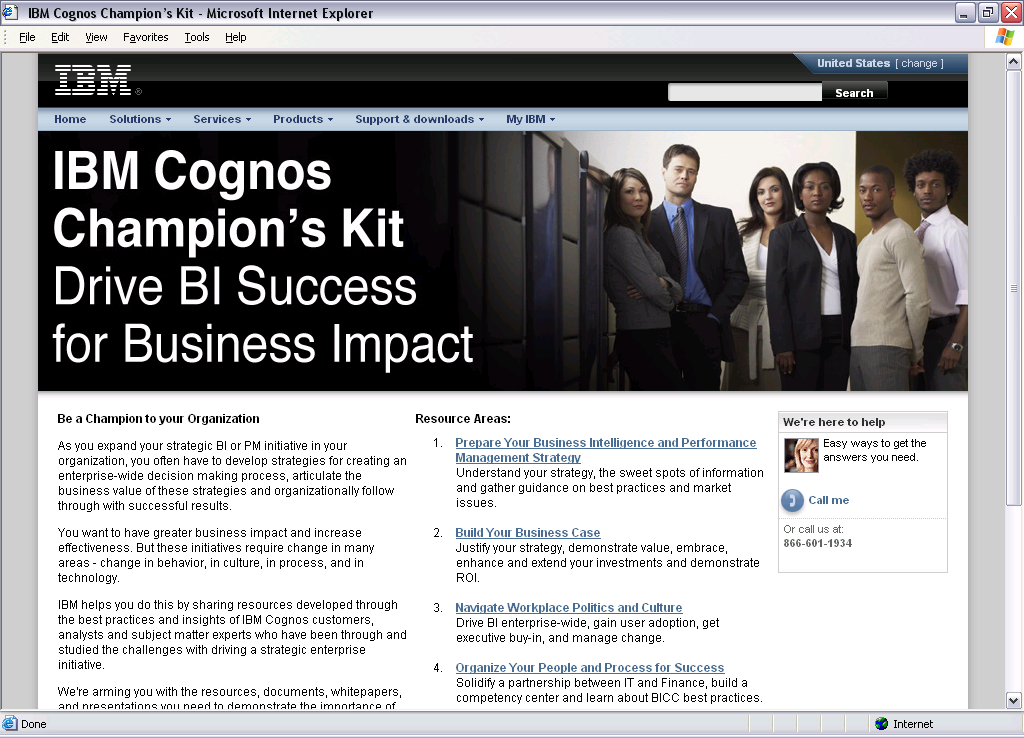 IBM Cognos Champion's Kit - Microsoft Internet Explorer
File Edit View Favorites Tools Help
United States [ change ]
IBM®
Search
Home Solutions Services Products Support & downloads My IBM
IBM Cognos
Champion's Kit
Drive BI Success
for Business Impact
Be a Champion to your Organization
As you expand your strategic BI or PM initiative in your
organization, you often have to develop strategies for creating an
enterprise-wide decision making process, articulate the
business value of these strategies and organizationally follow
through with successful results.
You want to have greater business impact and increase
effectiveness. But these initiatives require change in many
areas - change in behavior, in culture, in process, and in
technology.
IBM helps you do this by sharing resources developed through
the best practices and insights of IBM Cognos customers,
analysts and subject matter experts who have been through and
studied the challenges with driving a strategic enterprise
initiative.
We're arming you with the resources, documents, whitepapers,
and presentations you need to demonstrate the importance of
Resource Areas:
1. Prepare Your Business Intelligence and Performance
Management Strategy
Understand your strategy, the sweet spots of information
and gather guidance on best practices and market
issues.
2. Build Your Business Case
Justify your strategy, demonstrate value, embrace,
enhance and extend your investments and demonstrate
ROI.
3. Navigate Workplace Politics and Culture
Drive BI enterprise-wide, gain user adoption, get
executive buy-in, and manage change.
4. Organize Your People and Process for Success
Solidify a partnership between IT and Finance, build a
competency center and learn about BICC best practices.
We're here to help
Easy ways to get the
answers you need.
Call me
Or call us at:
866-601-1934
Done
Internet